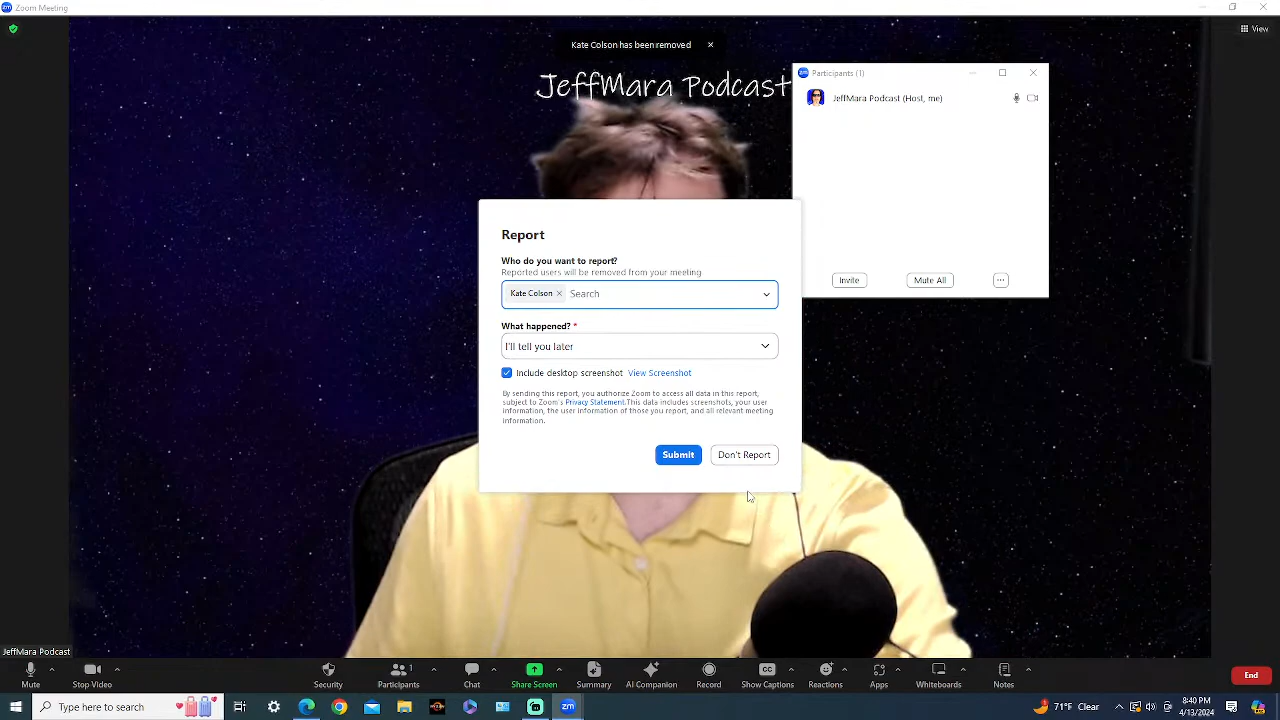 Zoom Meeting
View
Kate Colson has been removed
JeffMara Podcast
Participants (1)
JeffMara Podcast (Host, me)
Invite
Mute All
Report
Who do you want to report?
Reported users will be removed from your meeting
Kate Colson
Search
What happened? *
I'll tell you later
Include desktop screenshot View Screenshot
By sending this report, you authorize Zoom to access all data in this report,
subject to Zoom's Privacy Statement.This data includes screenshots, your user
information, the user information of those you report, and all relevant meeting
information.
Submit
Don't Report
JeffMara Podcast
1
Mute
Stop Video
Security
Participants
Chat
Share Screen
Summary
AI Companion
Record
Show Captions
Reactions
Apps
Whiteboards
Notes
End
Type here to search
71°F Clear
8:40 PM
4/13/2024